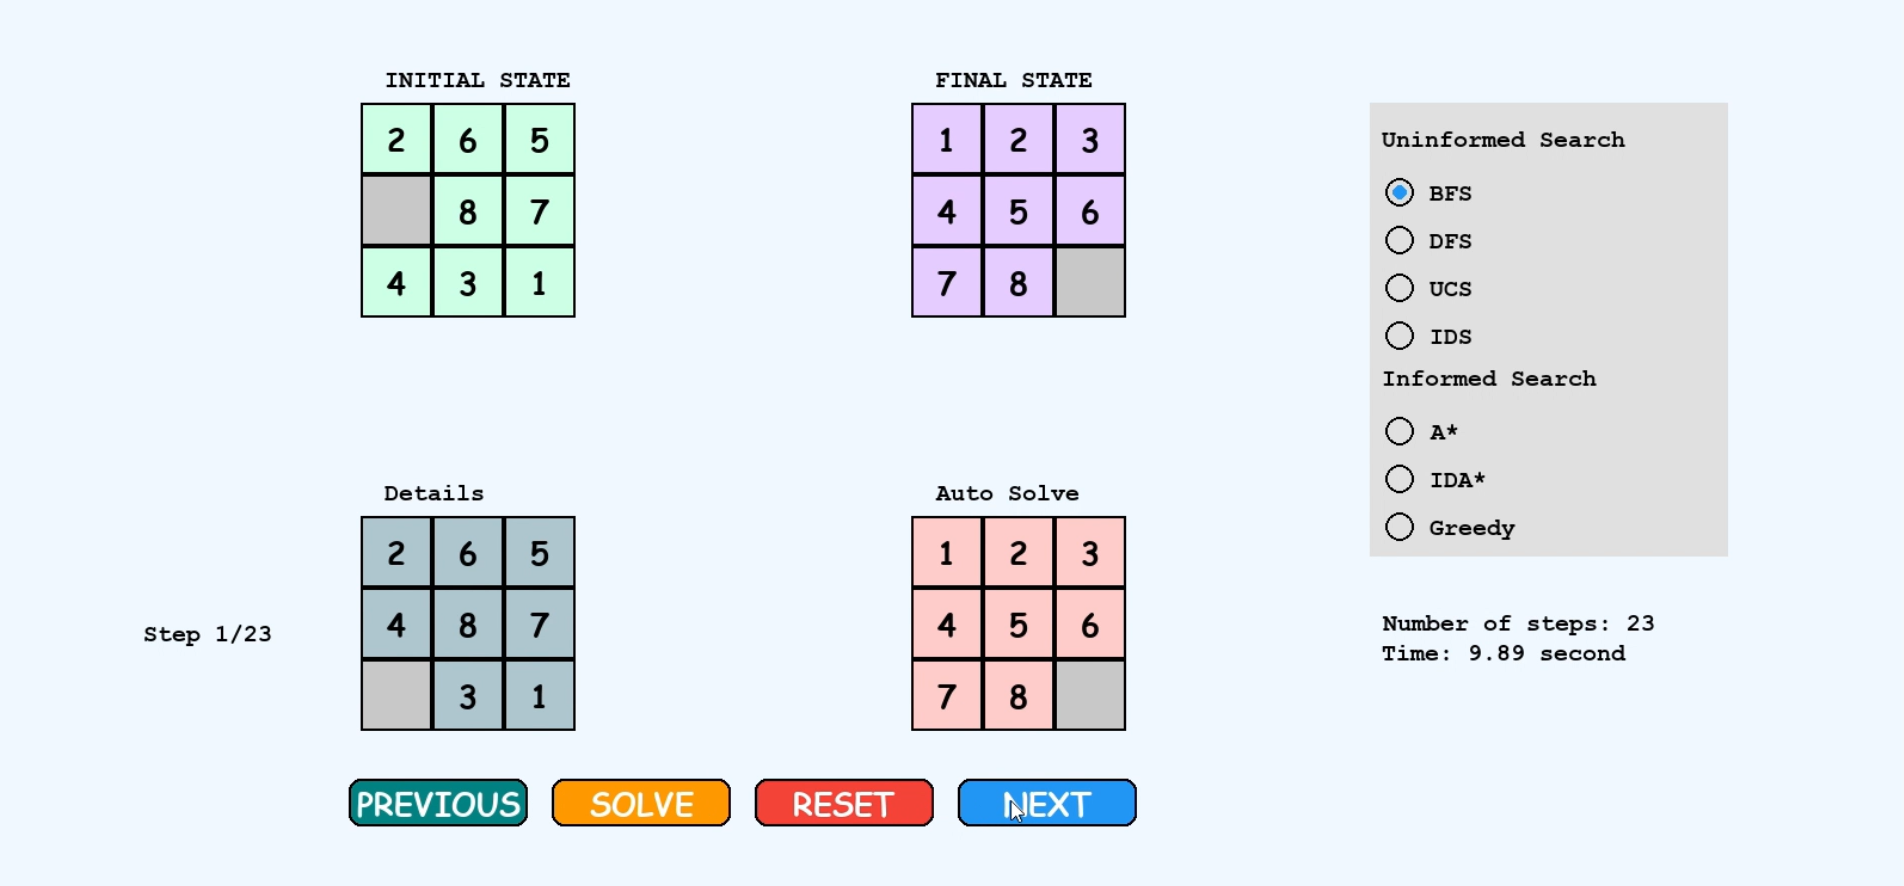 INITIAL STATE
2 6 5
8 7
4 3 1
FINAL STATE
1 2 3
4 5 6
7 8
Uninformed Search
BFS
DFS
UCS
IDS
Informed Search
A*
IDA*
Greedy
Step 1/23
Details
2 6 5
4 8 7
3 1
Auto Solve
1 2 3
4 5 6
7 8
Number of steps: 23
Time: 9.89 second
PREVIOUS
SOLVE
RESET
NEXT